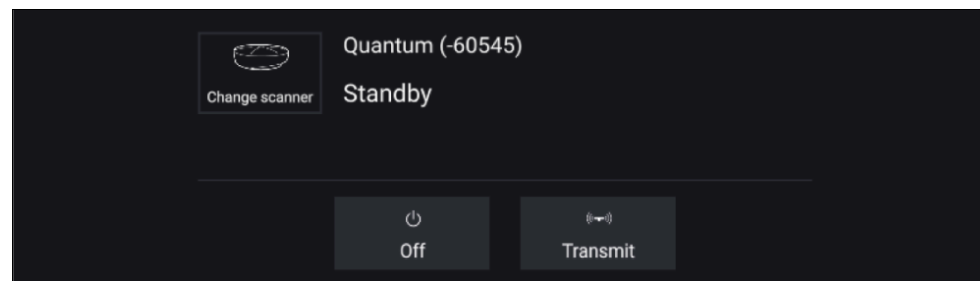 Quantum (-60545)
Change scanner
Standby
Off
Transmit